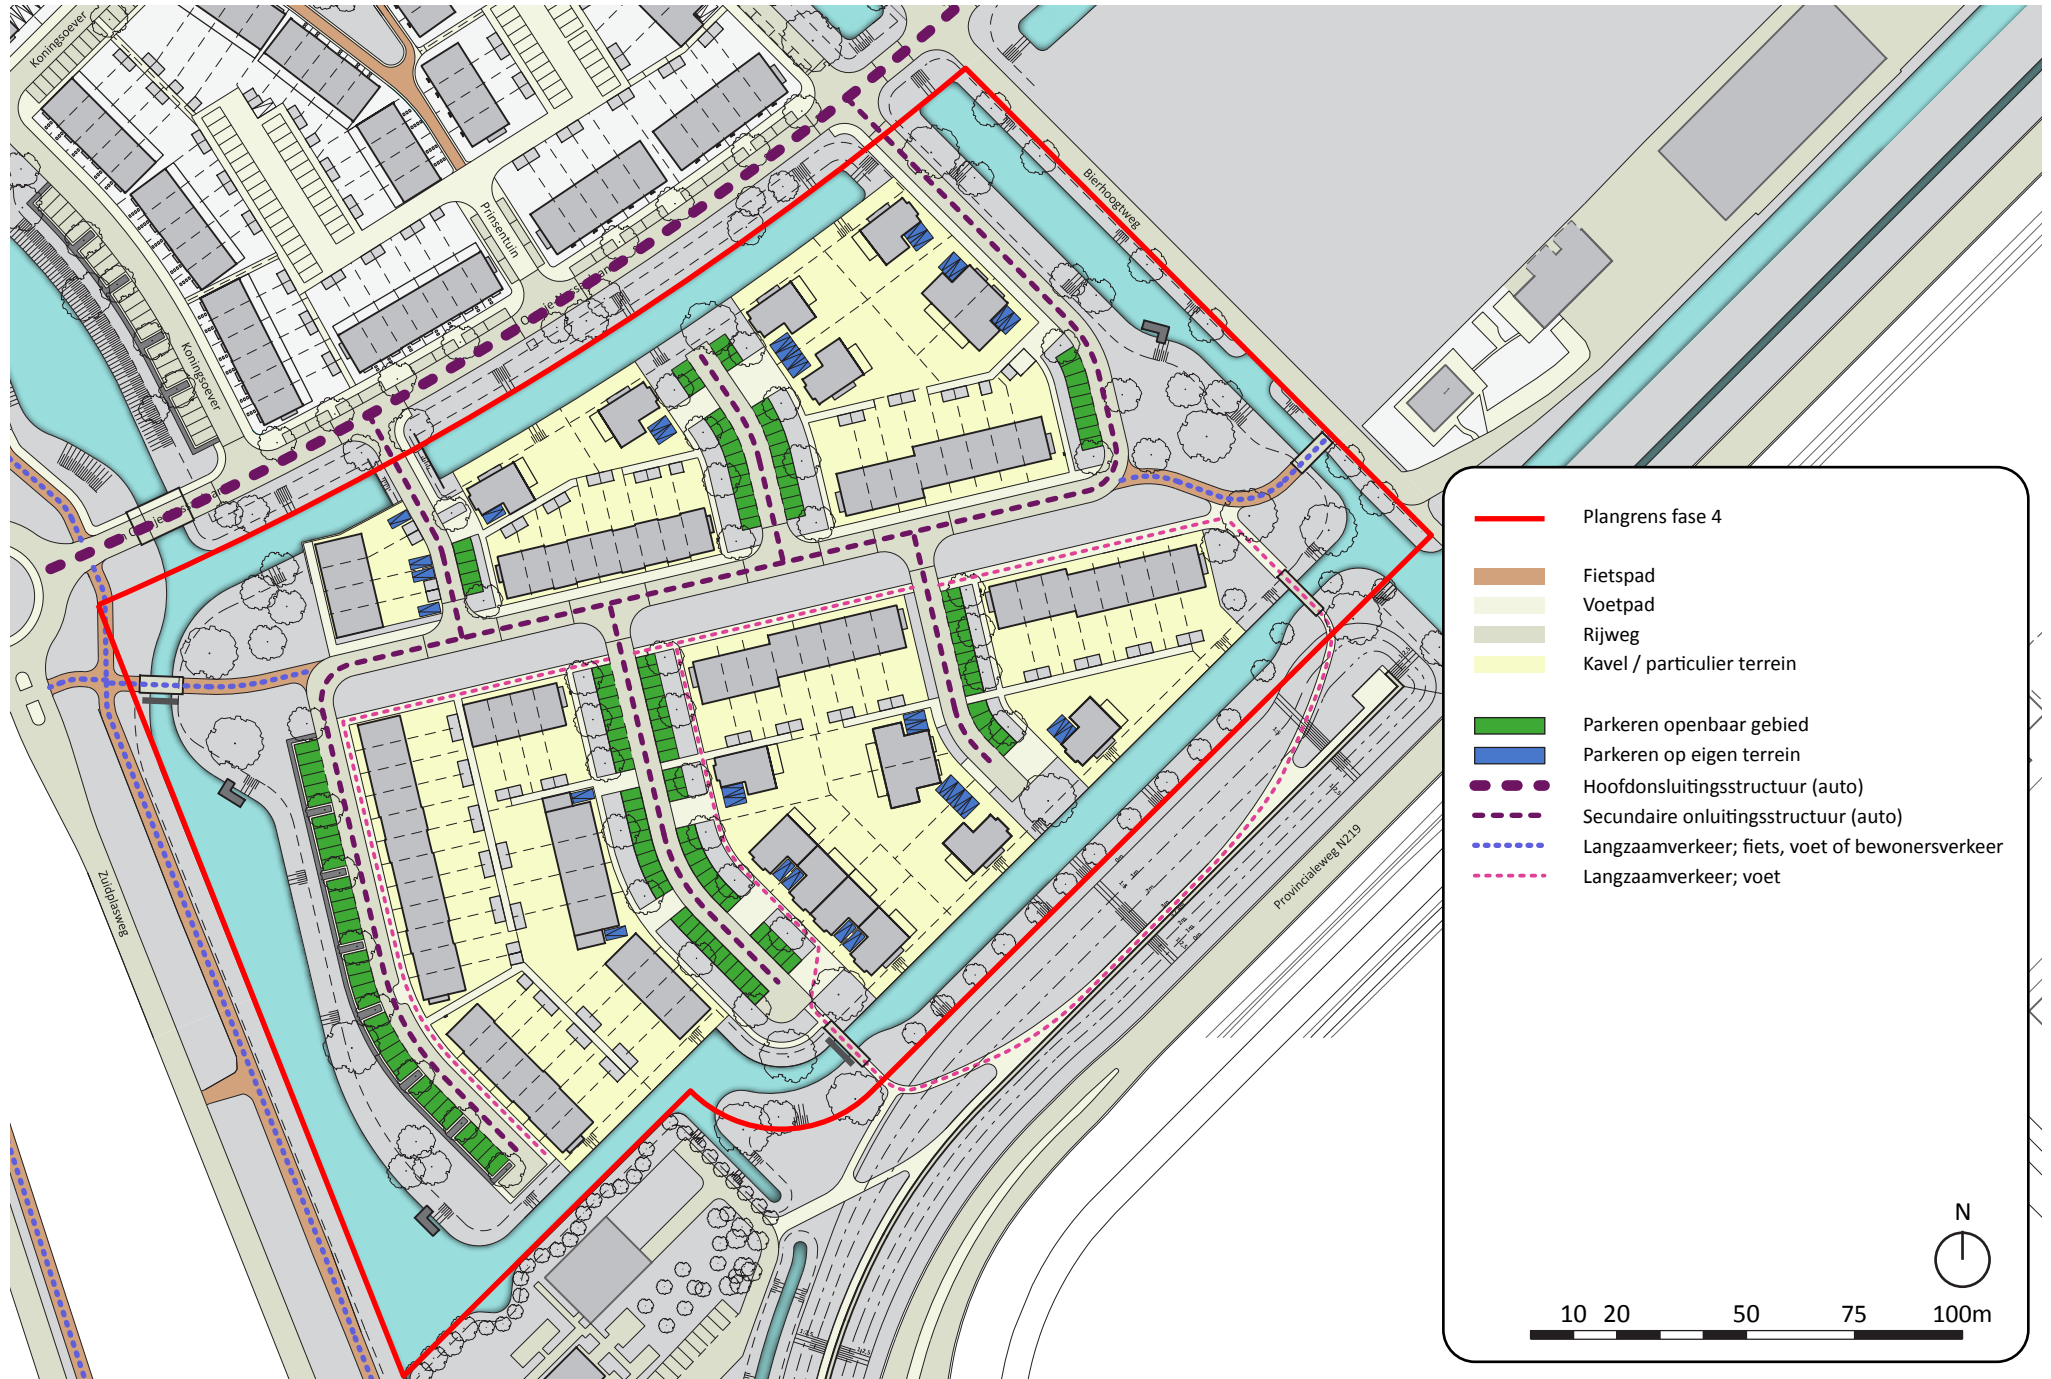 Koningsoever
Prinsentuin
Koningsoever
Bierhoogtweg
Zuidplasweg
Provincialeweg N219
Plangrens fase 4
Fietspad
Voetpad
Rijweg
Kavel / particulier terrein
Parkeren openbaar gebied
Parkeren op eigen terrein
Hoofdonsluitingsstructuur (auto)
Secundaire onluitingsstructuur (auto)
Langzaamverkeer; fiets, voet of bewonersverkeer
Langzaamverkeer; voet
N
10 20 50 75 100m